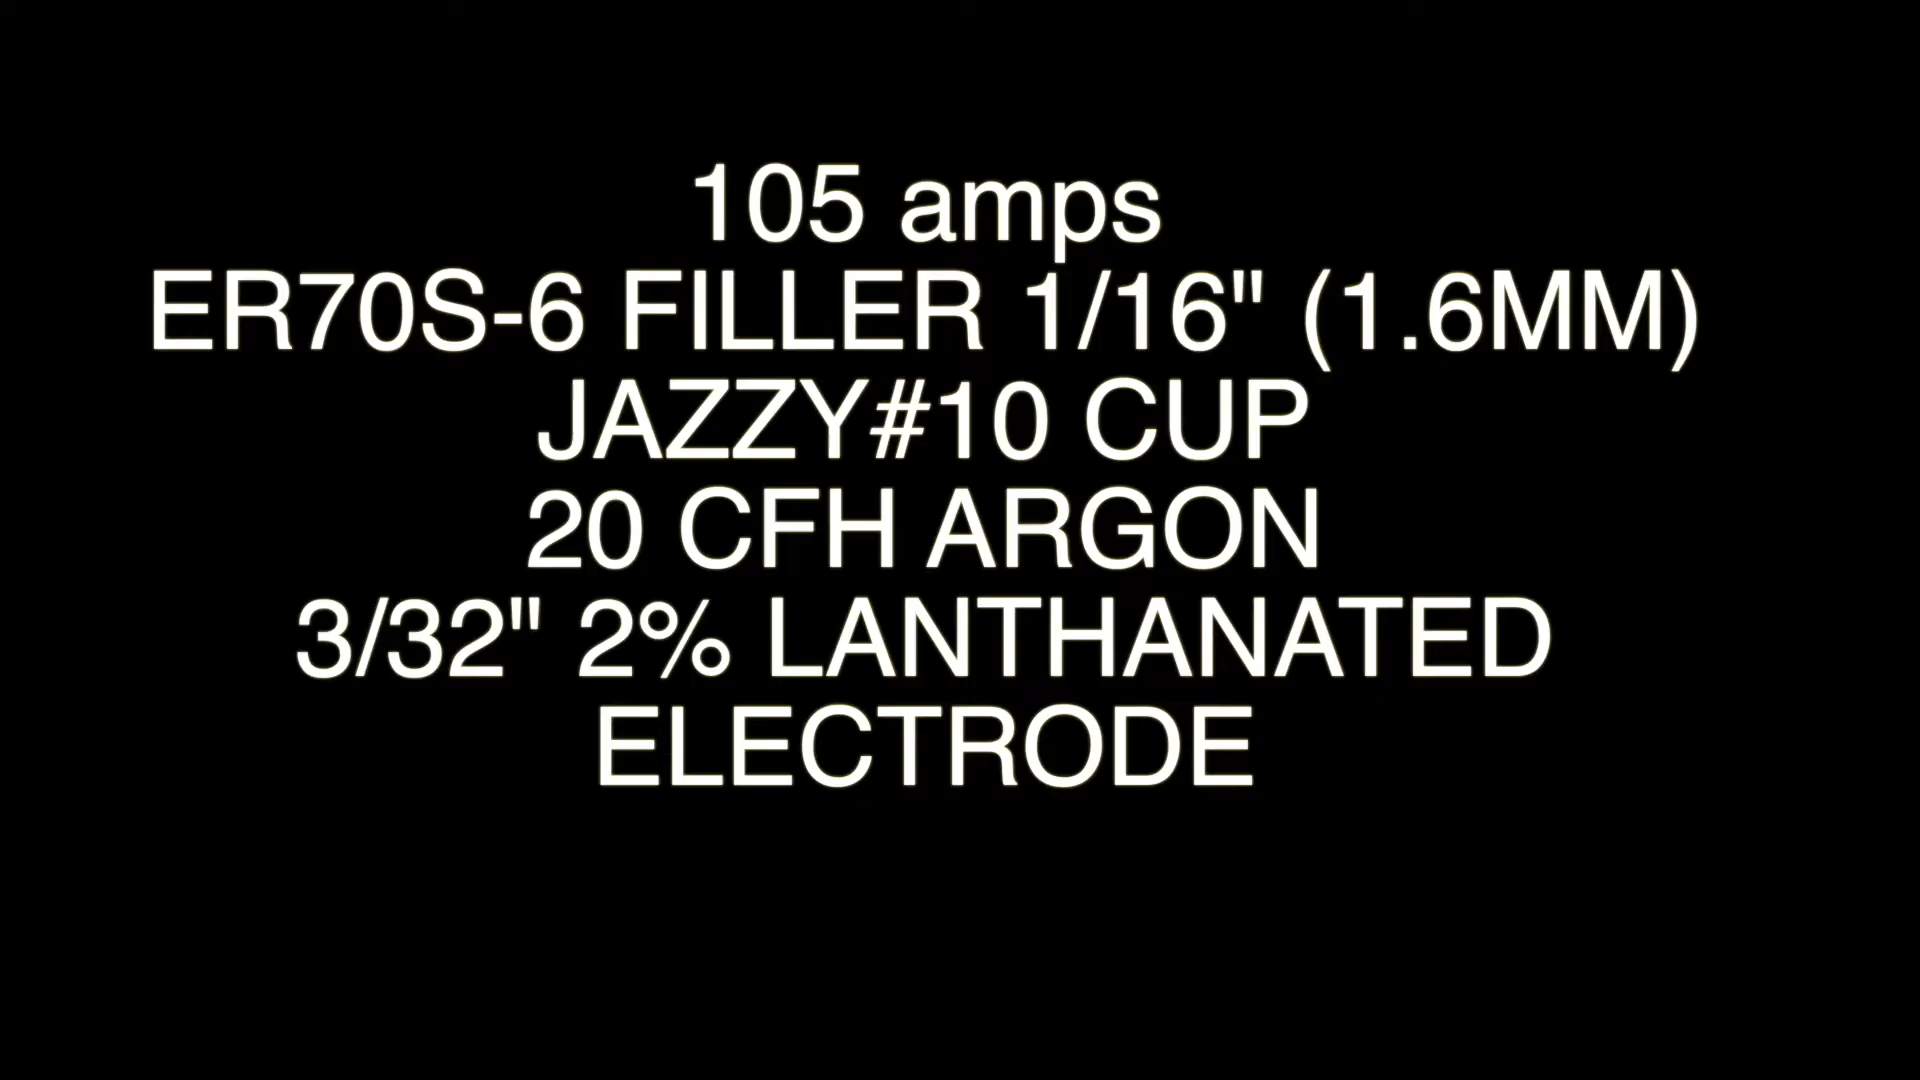 105 amps
ER70S-6 FILLER 1/16" (1.6MM)
JAZZY#10 CUP
20 CFH ARGON
3/32" 2% LANTHANATED
ELECTRODE